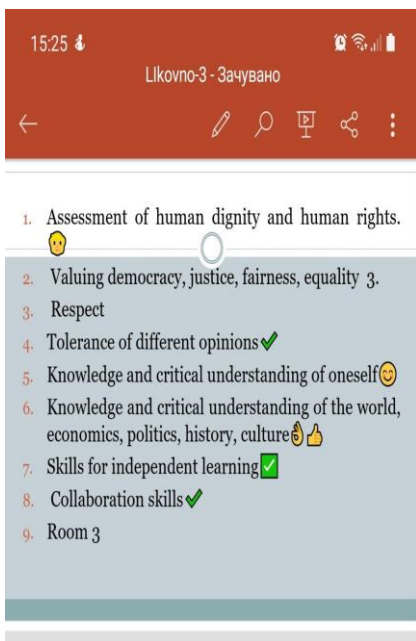 15:25
LIkovno-3 - Зачувано
1. Assessment of human dignity and human rights.
2. Valuing democracy, justice, fairness, equality 3.
3. Respect
4. Tolerance of different opinions✔
5. Knowledge and critical understanding of oneself😊
6. Knowledge and critical understanding of the world,
economics, politics, history, culture👌👍
7. Skills for independent learning✅
8. Collaboration skills✔
9. Room 3